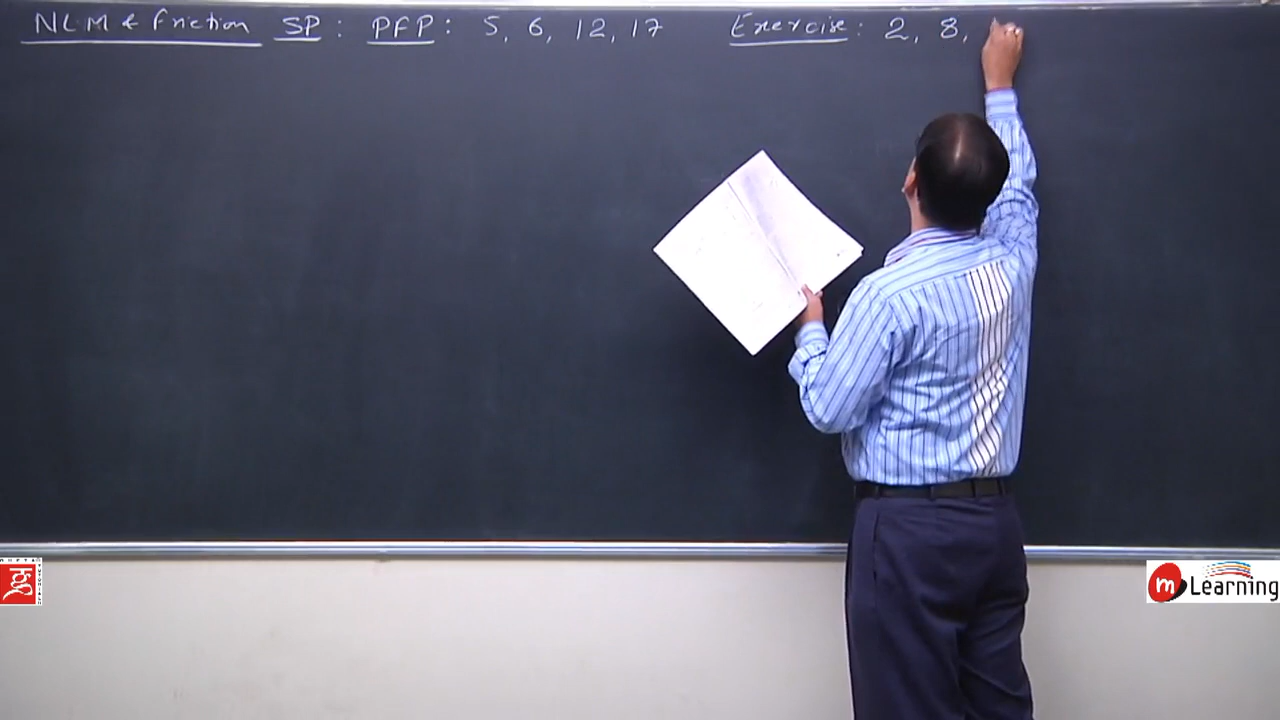 NLM & Friction SP : PFP : 5, 6, 12, 17 Exercise : 2, 8,
m Learning